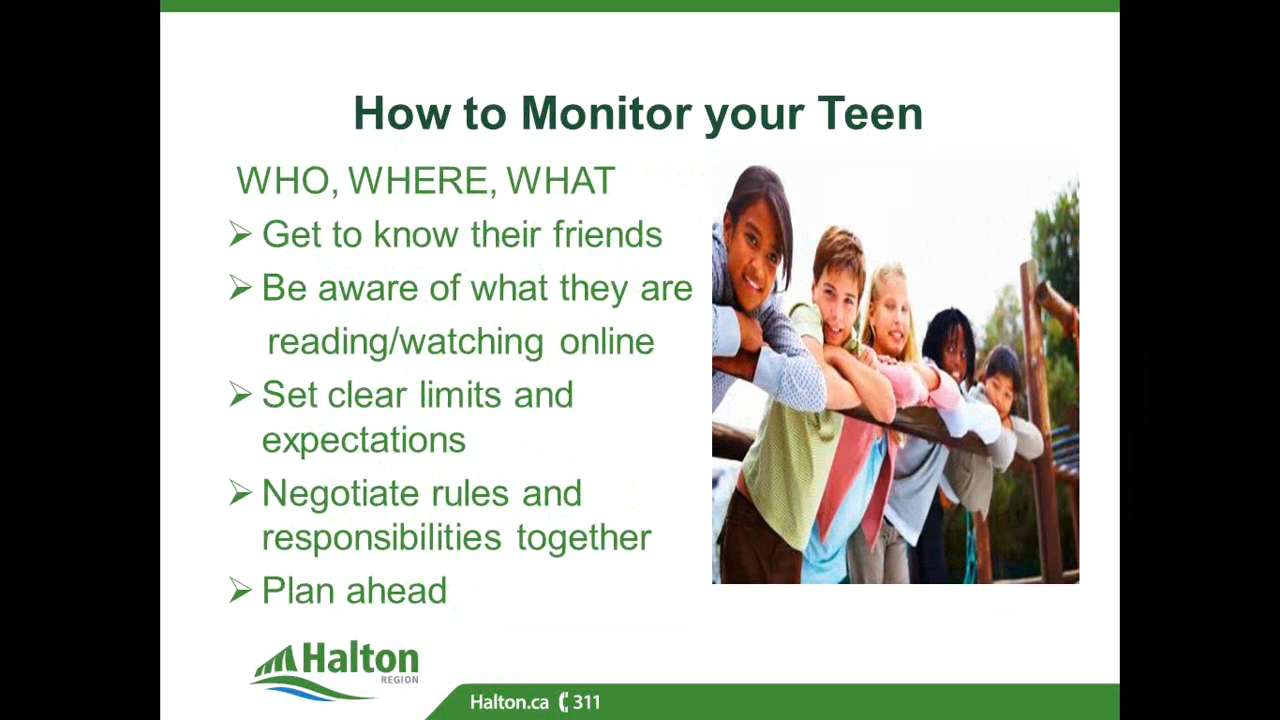 How to Monitor your Teen
WHO, WHERE, WHAT
➢ Get to know their friends
➢ Be aware of what they are
reading/watching online
➢ Set clear limits and
expectations
➢ Negotiate rules and
responsibilities together
➢ Plan ahead
Halton
REGION
Halton.ca 311